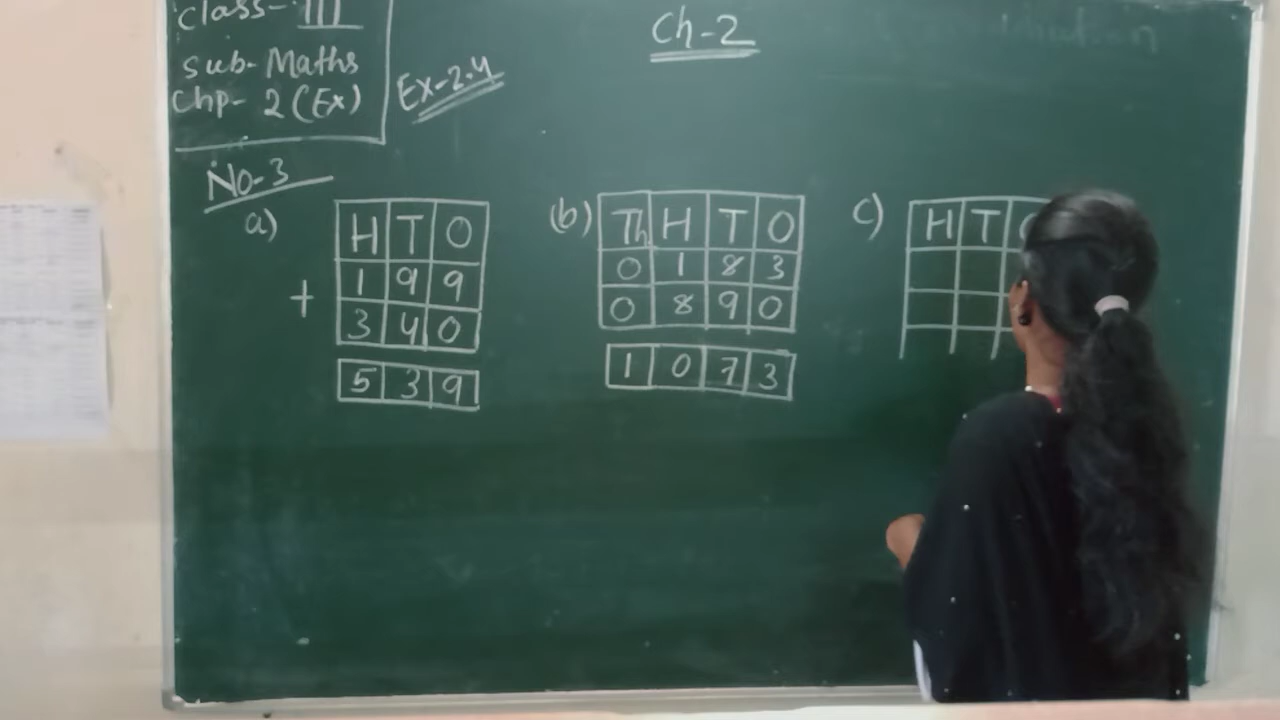 Class- III
Sub- Maths
Chp- 2 (Ex)
Ch-2
Ex-2.4
No-3
a)
H T O
1 9 9
+ 3 4 0
5 3 9
(b)
Th H T O
0 1 8 3
0 8 9 0
1 0 7 3
c)
H T